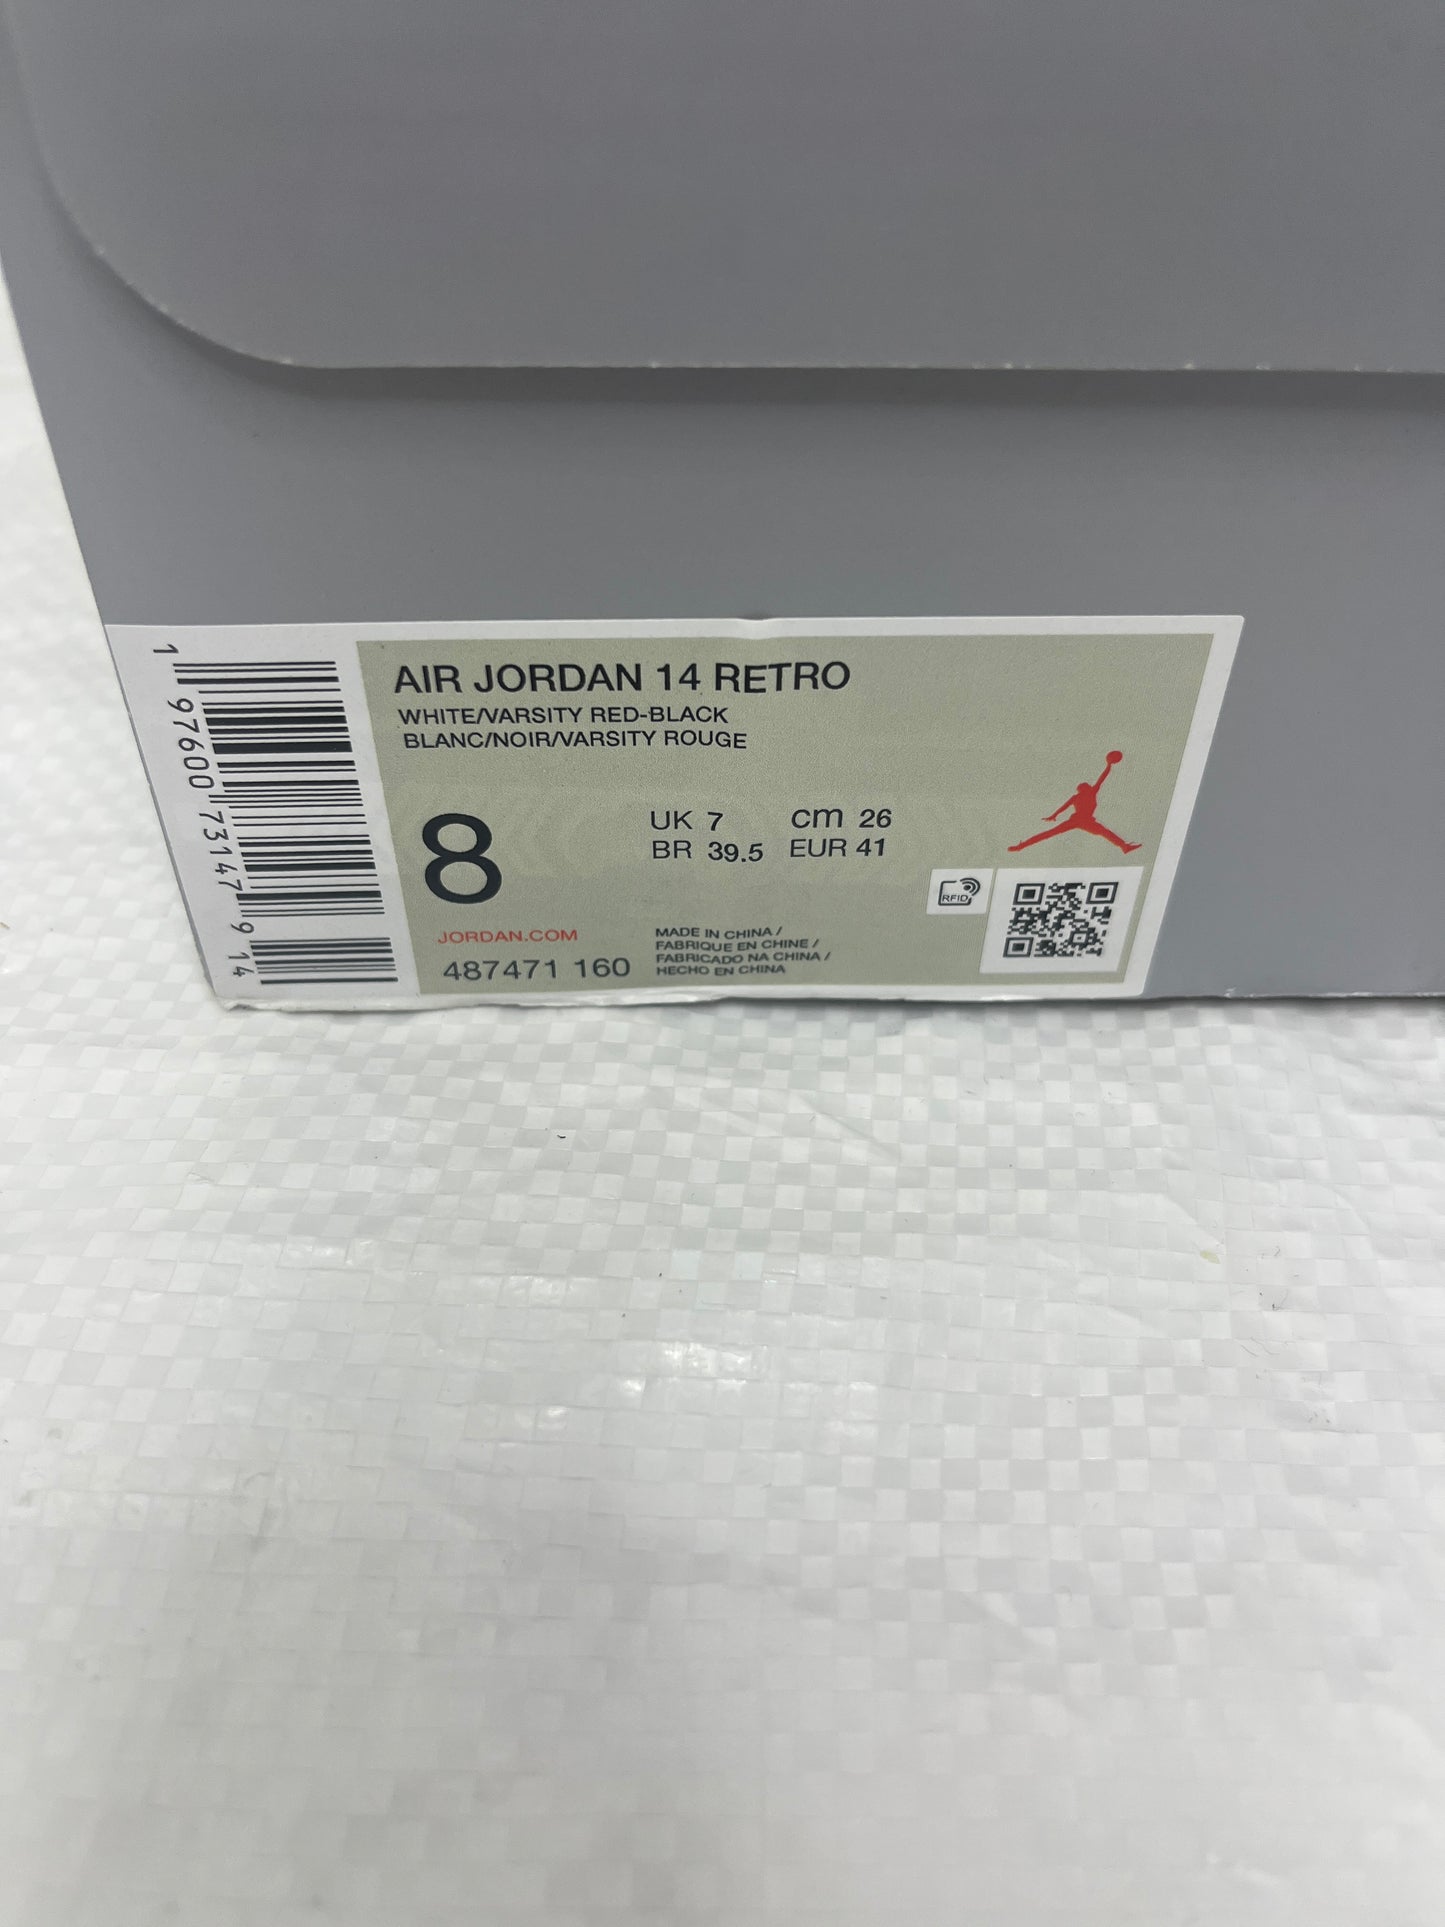 AIR JORDAN 14 RETRO
WHITE/VARSITY RED-BLACK
BLANC/NOIR/VARSITY ROUGE
8
UK 7 cm 26
BR 39.5 EUR 41
RFID
JORDAN.COM
487471 160
MADE IN CHINA /
FABRIQUE EN CHINE /
FABRICADO NA CHINA /
HECHO EN CHINA
1 97600 73147 9 14